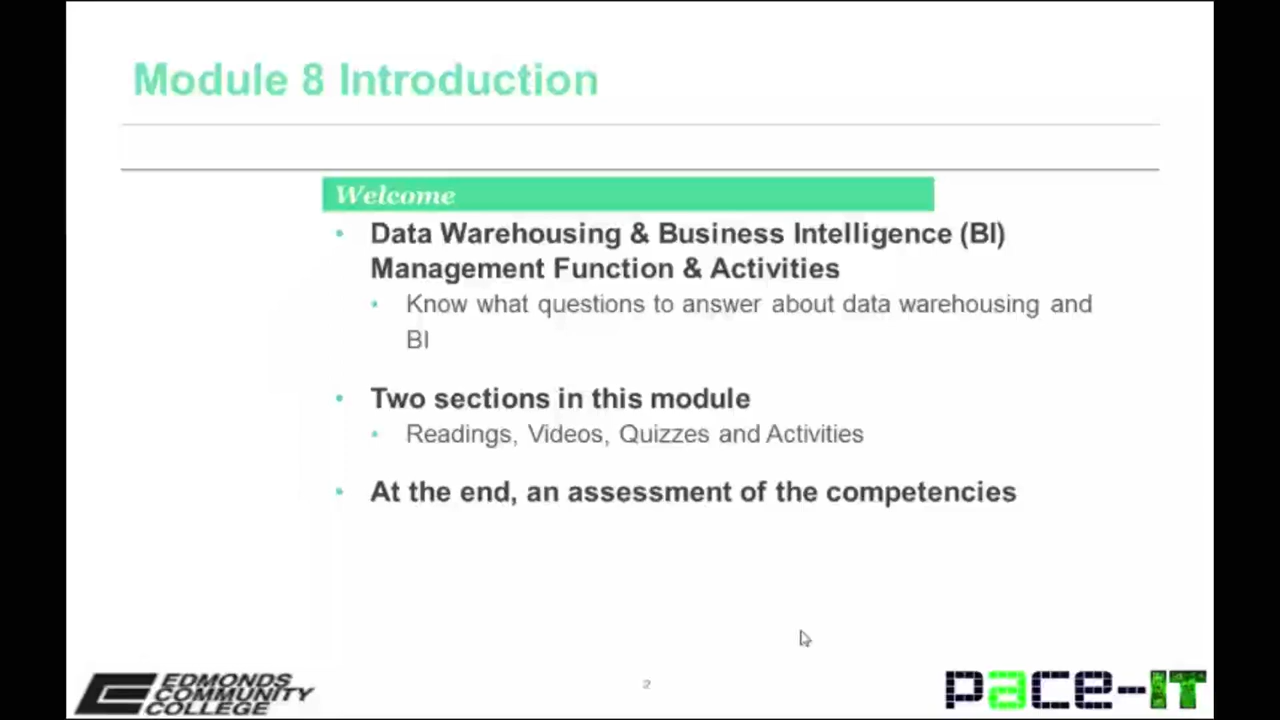 Module 8 Introduction
Welcome
• Data Warehousing & Business Intelligence (BI)
Management Function & Activities
• Know what questions to answer about data warehousing and
BI
• Two sections in this module
• Readings, Videos, Quizzes and Activities
• At the end, an assessment of the competencies
EDMONDS
COMMUNITY
COLLEGE
2
pace-IT